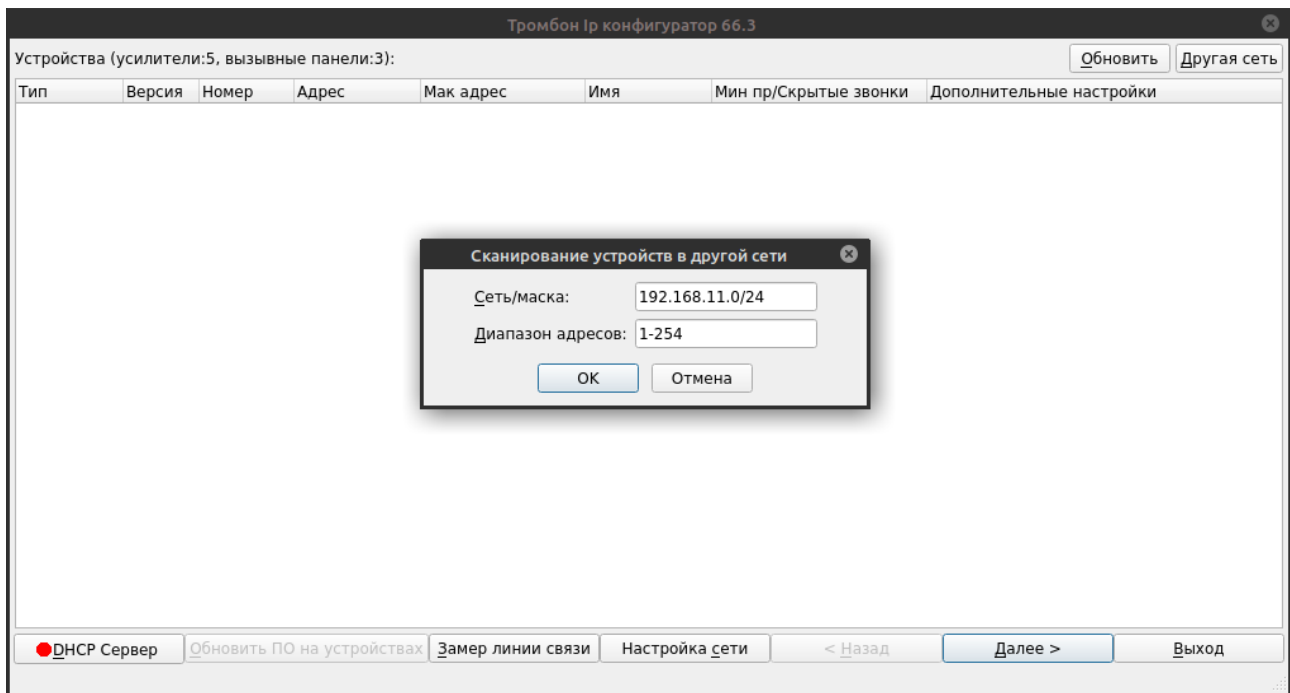 Тромбон Ip конфигуратор 66.3
Устройства (усилители:5, вызывные панели:3):
Обновить
Другая сеть
Тип Версия Номер Адрес Мак адрес Имя Мин пр/Скрытые звонки Дополнительные настройки
Сканирование устройств в другой сети
Сеть/маска: 192.168.11.0/24
Диапазон адресов: 1-254
OK Отмена
DHCP Сервер Обновить ПО на устройствах Замер линии связи Настройка сети < Назад Далее > Выход